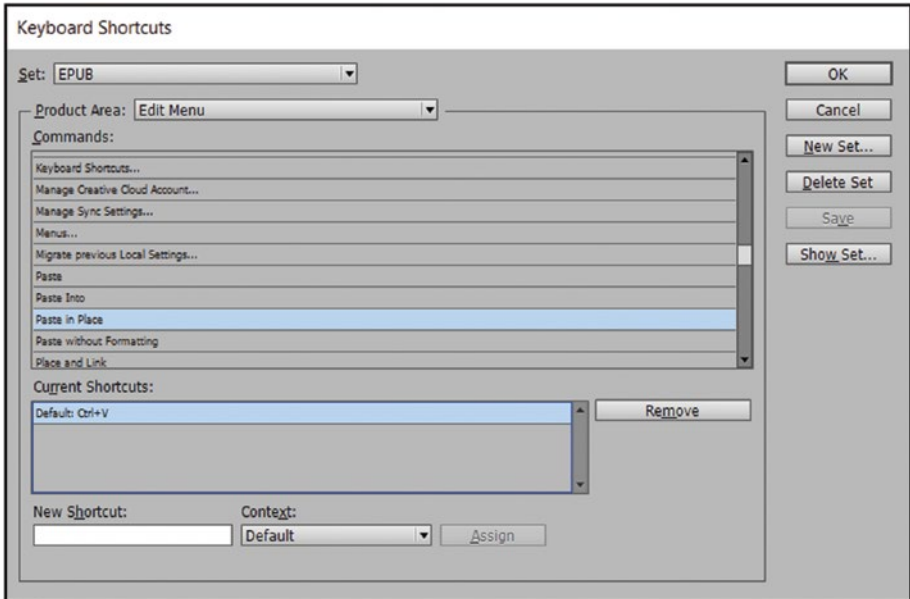 Keyboard Shortcuts
Set: EPUB
OK
Product Area: Edit Menu
Cancel
Commands:
New Set...
Keyboard Shortcuts...
Manage Creative Cloud Account...
Delete Set
Manage Sync Settings...
Save
Menus...
Migrate previous Local Settings...
Show Set...
Paste
Paste Into
Paste in Place
Paste without Formatting
Place and Link
Current Shortcuts:
Default: Ctrl+V
Remove
New Shortcut:
Context:
Default
Assign